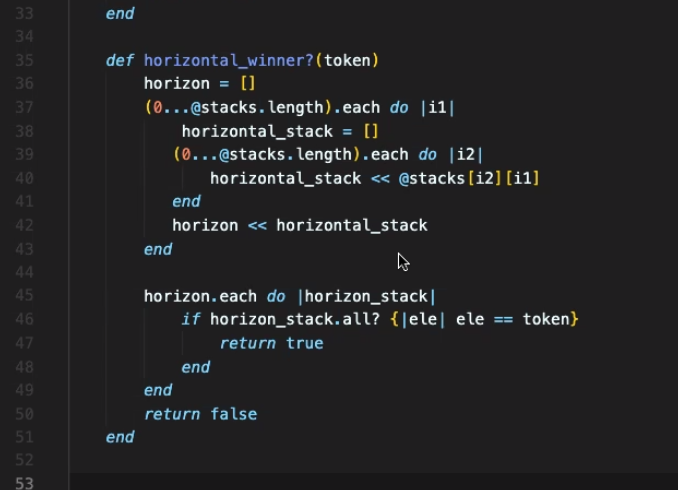 33 end
34
35 def horizontal_winner?(token)
36 horizon = []
37 (0...@stacks.length).each do |i1|
38 horizontal_stack = []
39 (0...@stacks.length).each do |i2|
40 horizontal_stack << @stacks[i2][i1]
41 end
42 horizon << horizontal_stack
43 end
44
45 horizon.each do |horizon_stack|
46 if horizon_stack.all? {|ele| ele == token}
47 return true
48 end
49 end
50 return false
51 end
52
53